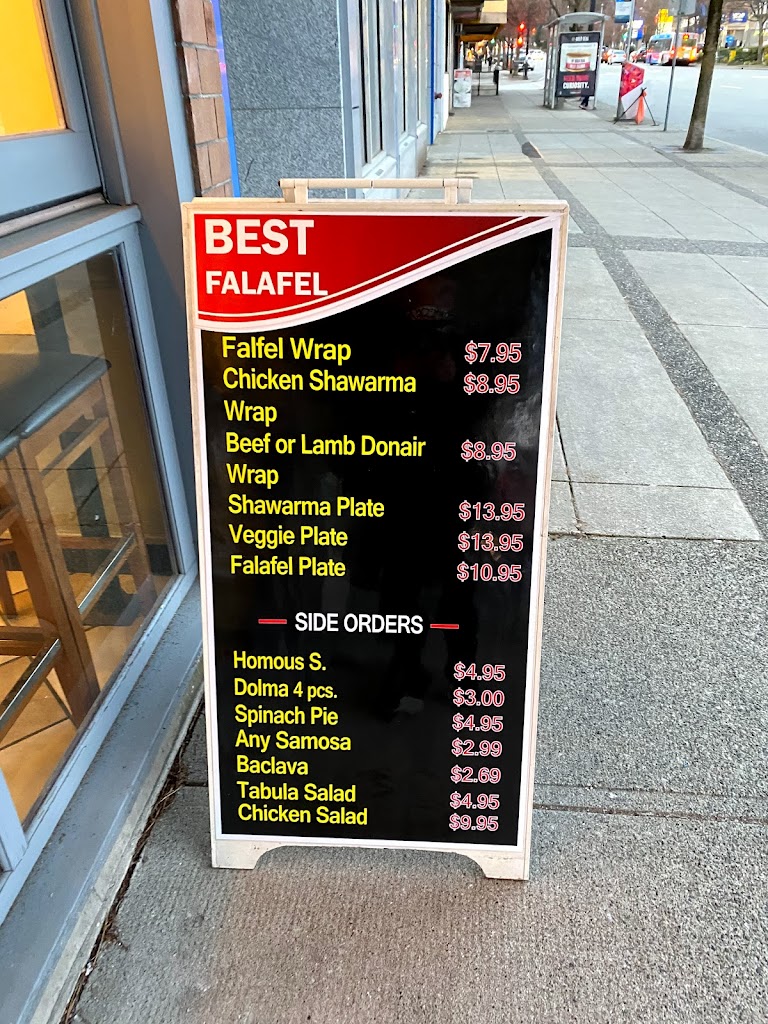 BEST
FALAFEL
Falfel Wrap $7.95
Chicken Shawarma $8.95
Wrap
Beef or Lamb Donair $8.95
Wrap
Shawarma Plate $13.95
Veggie Plate $13.95
Falafel Plate $10.95
SIDE ORDERS
Homous S. $4.95
Dolma 4 pcs. $3.00
Spinach Pie $4.95
Any Samosa $2.99
Baclava $2.69
Tabula Salad $4.95
Chicken Salad $9.95
CURIOSITY.